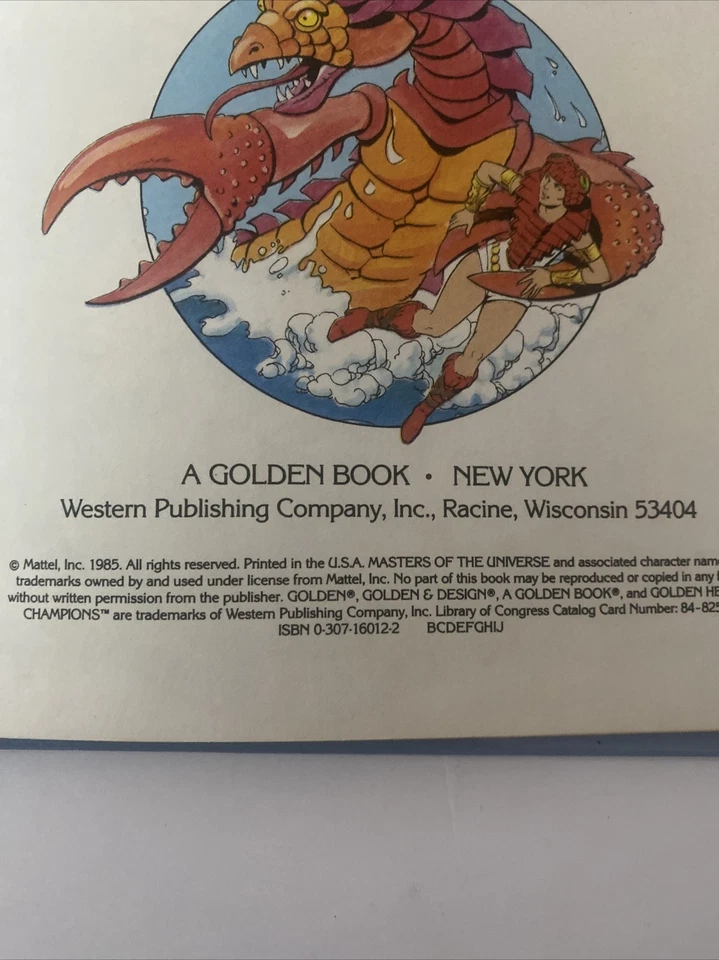 A GOLDEN BOOK • NEW YORK
Western Publishing Company, Inc., Racine, Wisconsin 53404
© Mattel, Inc. 1985. All rights reserved. Printed in the U.S.A. MASTERS OF THE UNIVERSE and associated character
trademarks owned by and used under license from Mattel, Inc. No part of this book may be reproduced or copied in any
without written permission from the publisher. GOLDEN®, GOLDEN & DESIGN®, A GOLDEN BOOK®, and GOLDEN
CHAMPIONS™ are trademarks of Western Publishing Company, Inc. Library of Congress Catalog Card Number:
ISBN 0-307-16012-2 BCDEFGHIJ